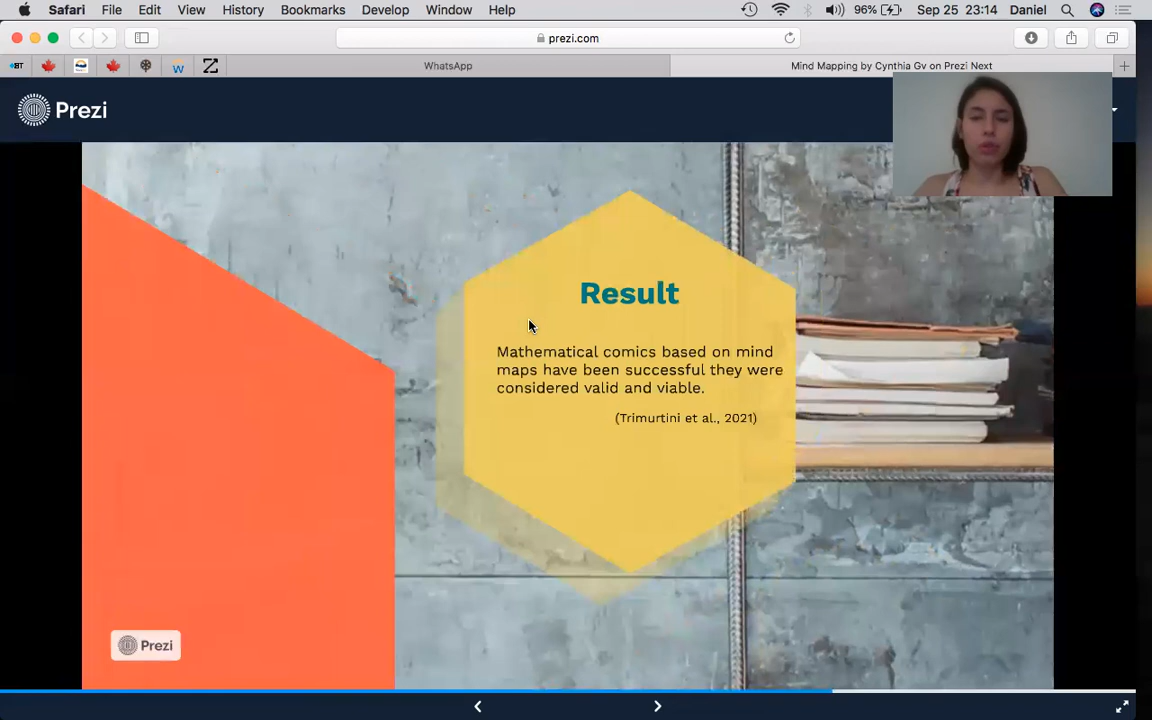 Safari File Edit View History Bookmarks Develop Window Help 96% Sep 25 23:14 Daniel
prezi.com
BT W Z WhatsApp Mind Mapping by Cynthia Gv on Prezi Next
Prezi
Result
Mathematical comics based on mind
maps have been successful they were
considered valid and viable.
(Trimurtini et al., 2021)
Prezi